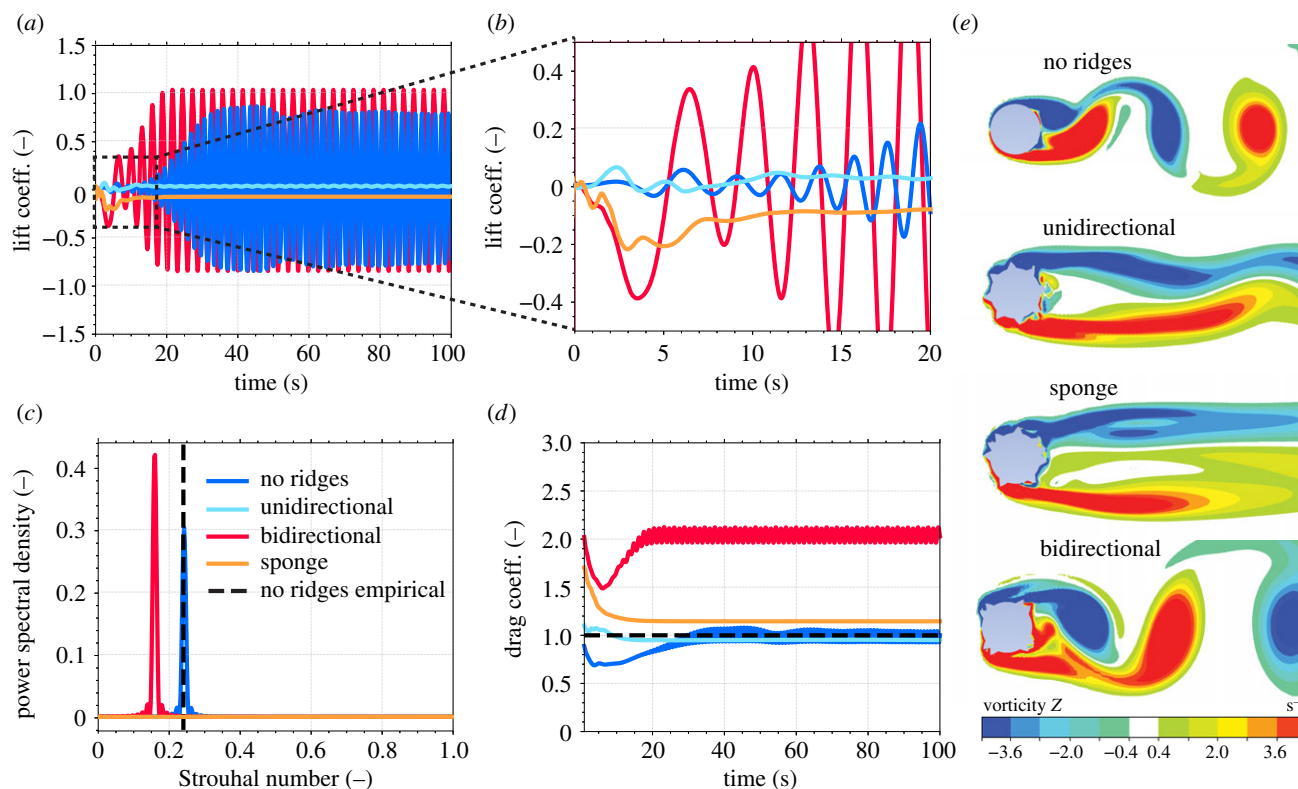 (a)
1.5
1.0
0.5
0
−0.5
−1.0
−1.5
lift coeff. (–)
0 20 40 60 80 100
time (s)
(b)
0.4
0.2
0
−0.2
−0.4
lift coeff. (–)
0 5 10 15 20
time (s)
(c)
0.4
0.3
0.2
0.1
0
power spectral density (–)
no ridges
unidirectional
bidirectional
sponge
no ridges empirical
0 0.2 0.4 0.6 0.8 1.0
Strouhal number (–)
(d)
3.0
2.5
2.0
1.5
1.0
0.5
0
drag coeff. (–)
20 40 60 80 100
time (s)
(e)
no ridges
unidirectional
sponge
bidirectional
vorticity Z
−3.6 −2.0 −0.4 0.4 2.0 3.6